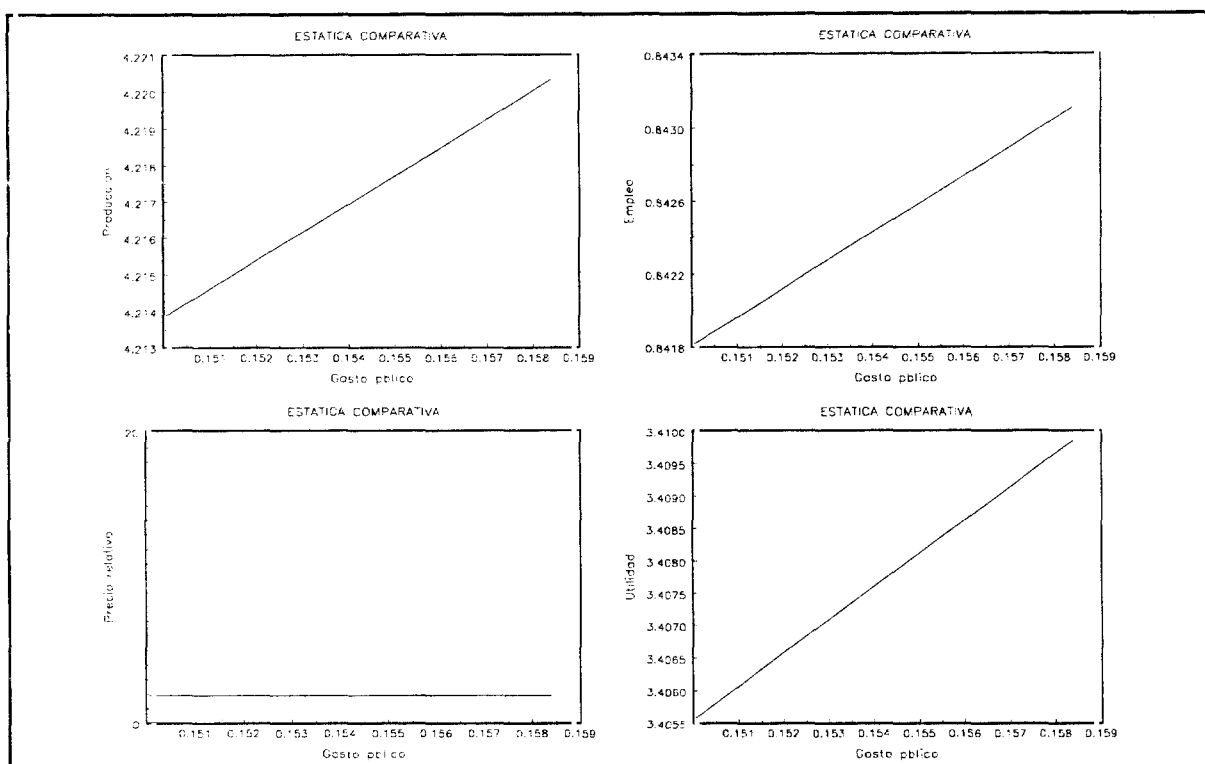 ESTATICA COMPARATIVA
4.221
4.220
4.219
4.218
4.217
4.216
4.215
4.214
4.213
Produccion
0.151 0.152 0.153 0.154 0.155 0.156 0.157 0.158 0.159
Gasto pblico
ESTATICA COMPARATIVA
0.8434
0.8430
0.8426
0.8422
0.8418
Empleo
0.151 0.152 0.153 0.154 0.155 0.156 0.157 0.158 0.159
Gasto pblico
ESTATICA COMPARATIVA
20
0
Precio relativo
0.151 0.152 0.153 0.154 0.155 0.156 0.157 0.158 0.159
Gasto pblico
ESTATICA COMPARATIVA
3.4100
3.4095
3.4090
3.4085
3.4080
3.4075
3.4070
3.4065
3.4060
3.4055
Utilidad
0.151 0.152 0.153 0.154 0.155 0.156 0.157 0.158 0.159
Gasto pblico